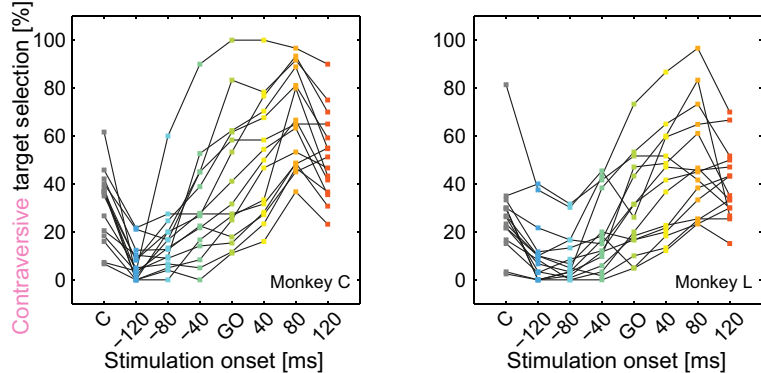 Contraversive target selection [%]
100
80
60
40
20
0
Monkey C
C −120 −80 −40 GO 40 80 120
Stimulation onset [ms]
100
80
60
40
20
0
Monkey L
C −120 −80 −40 GO 40 80 120
Stimulation onset [ms]